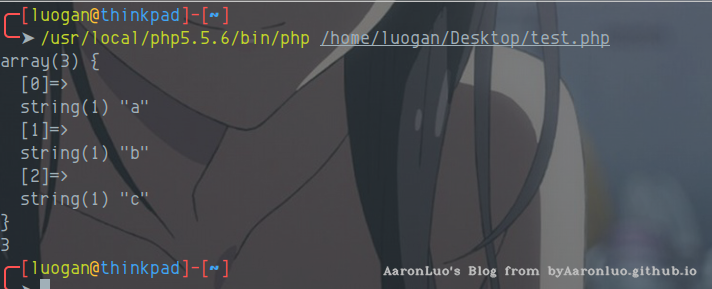 [luogan@thinkpad]-[~]
➤ /usr/local/php5.5.6/bin/php /home/luogan/Desktop/test.php
array(3) {
  [0]=>
  string(1) "a"
  [1]=>
  string(1) "b"
  [2]=>
  string(1) "c"
}
3
[luogan@thinkpad]-[~]
➤
AaronLuo's Blog from byAaronluo.github.io